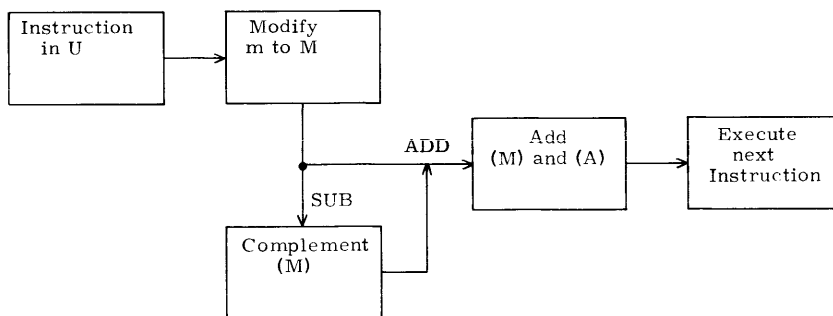 Instruction
in U
Modify
m to M
ADD
Add
(M) and (A)
Execute
next
Instruction
SUB
Complement
(M)